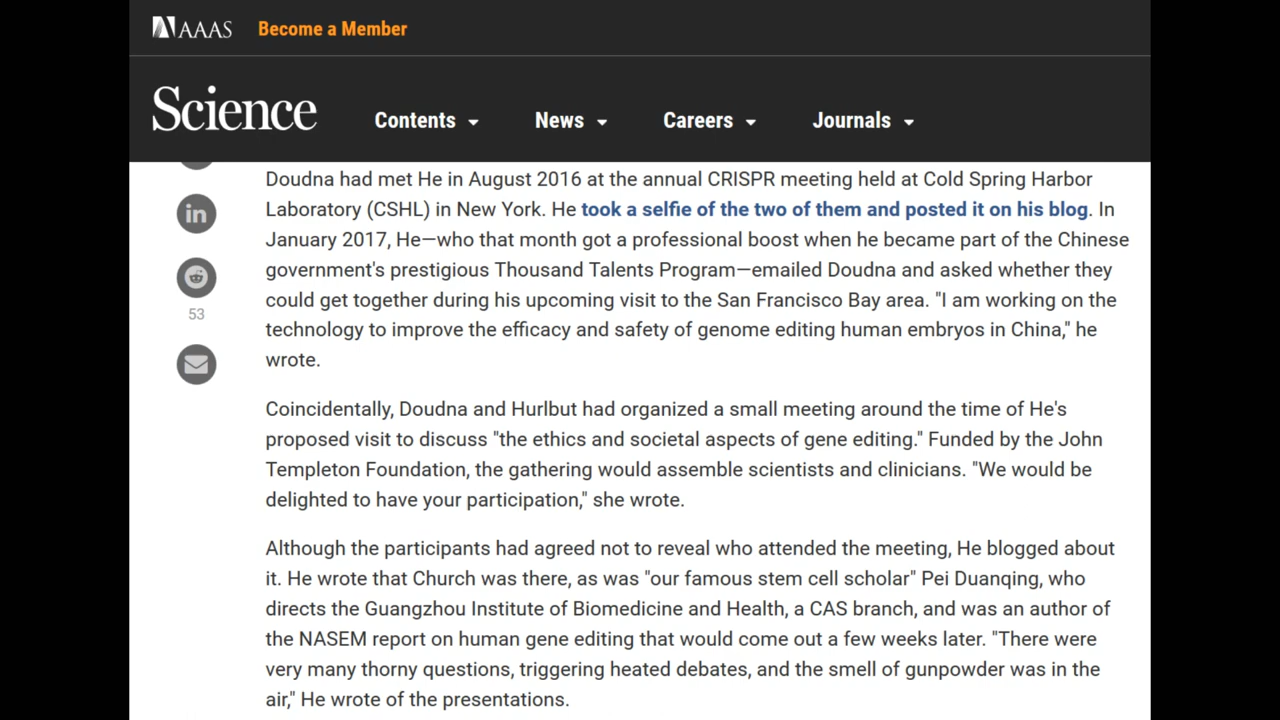 AAAS
Become a Member
Science
Contents
News
Careers
Journals
Doudna had met He in August 2016 at the annual CRISPR meeting held at Cold Spring Harbor
Laboratory (CSHL) in New York. He took a selfie of the two of them and posted it on his blog. In
January 2017, He—who that month got a professional boost when he became part of the Chinese
government's prestigious Thousand Talents Program—emailed Doudna and asked whether they
could get together during his upcoming visit to the San Francisco Bay area. "I am working on the
technology to improve the efficacy and safety of genome editing human embryos in China," he
wrote.
in
53
Coincidentally, Doudna and Hurlbut had organized a small meeting around the time of He's
proposed visit to discuss "the ethics and societal aspects of gene editing." Funded by the John
Templeton Foundation, the gathering would assemble scientists and clinicians. "We would be
delighted to have your participation," she wrote.
Although the participants had agreed not to reveal who attended the meeting, He blogged about
it. He wrote that Church was there, as was "our famous stem cell scholar" Pei Duanqing, who
directs the Guangzhou Institute of Biomedicine and Health, a CAS branch, and was an author of
the NASEM report on human gene editing that would come out a few weeks later. "There were
very many thorny questions, triggering heated debates, and the smell of gunpowder was in the
air," He wrote of the presentations.